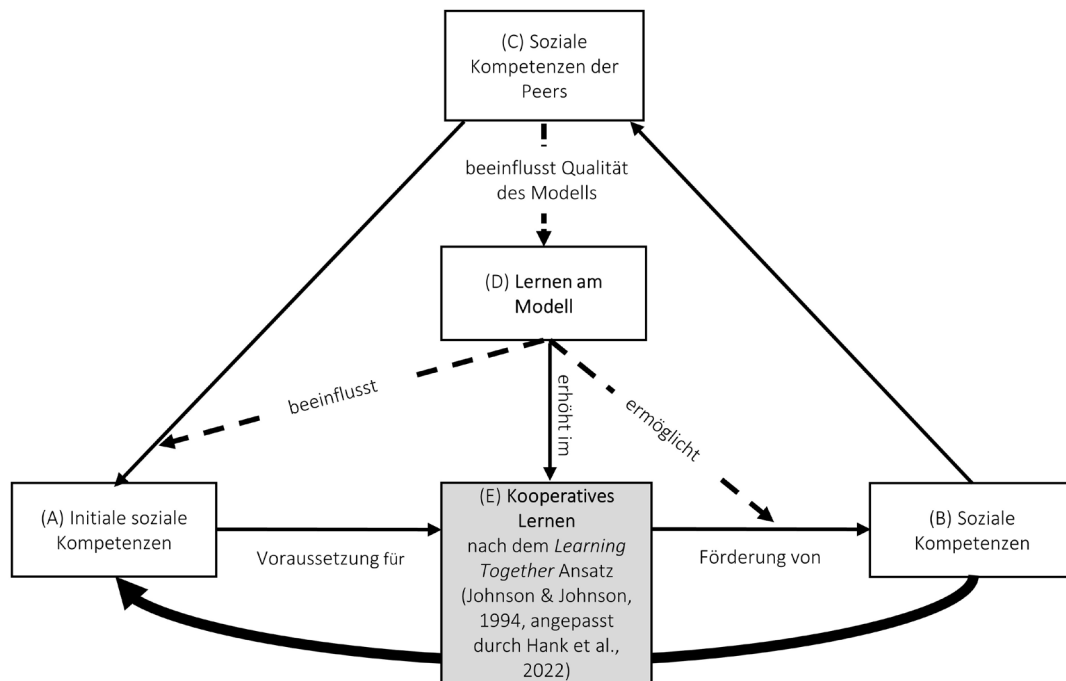 (C) Soziale
Kompetenzen der
Peers
beeinflusst Qualität
des Modells
(D) Lernen am
Modell
beeinflusst
erhöht im
ermöglicht
(A) Initiale soziale
Kompetenzen
Voraussetzung für
(E) Kooperatives
Lernen
nach dem Learning
Together Ansatz
(Johnson & Johnson,
1994, angepasst
durch Hank et al.,
2022)
Förderung von
(B) Soziale
Kompetenzen